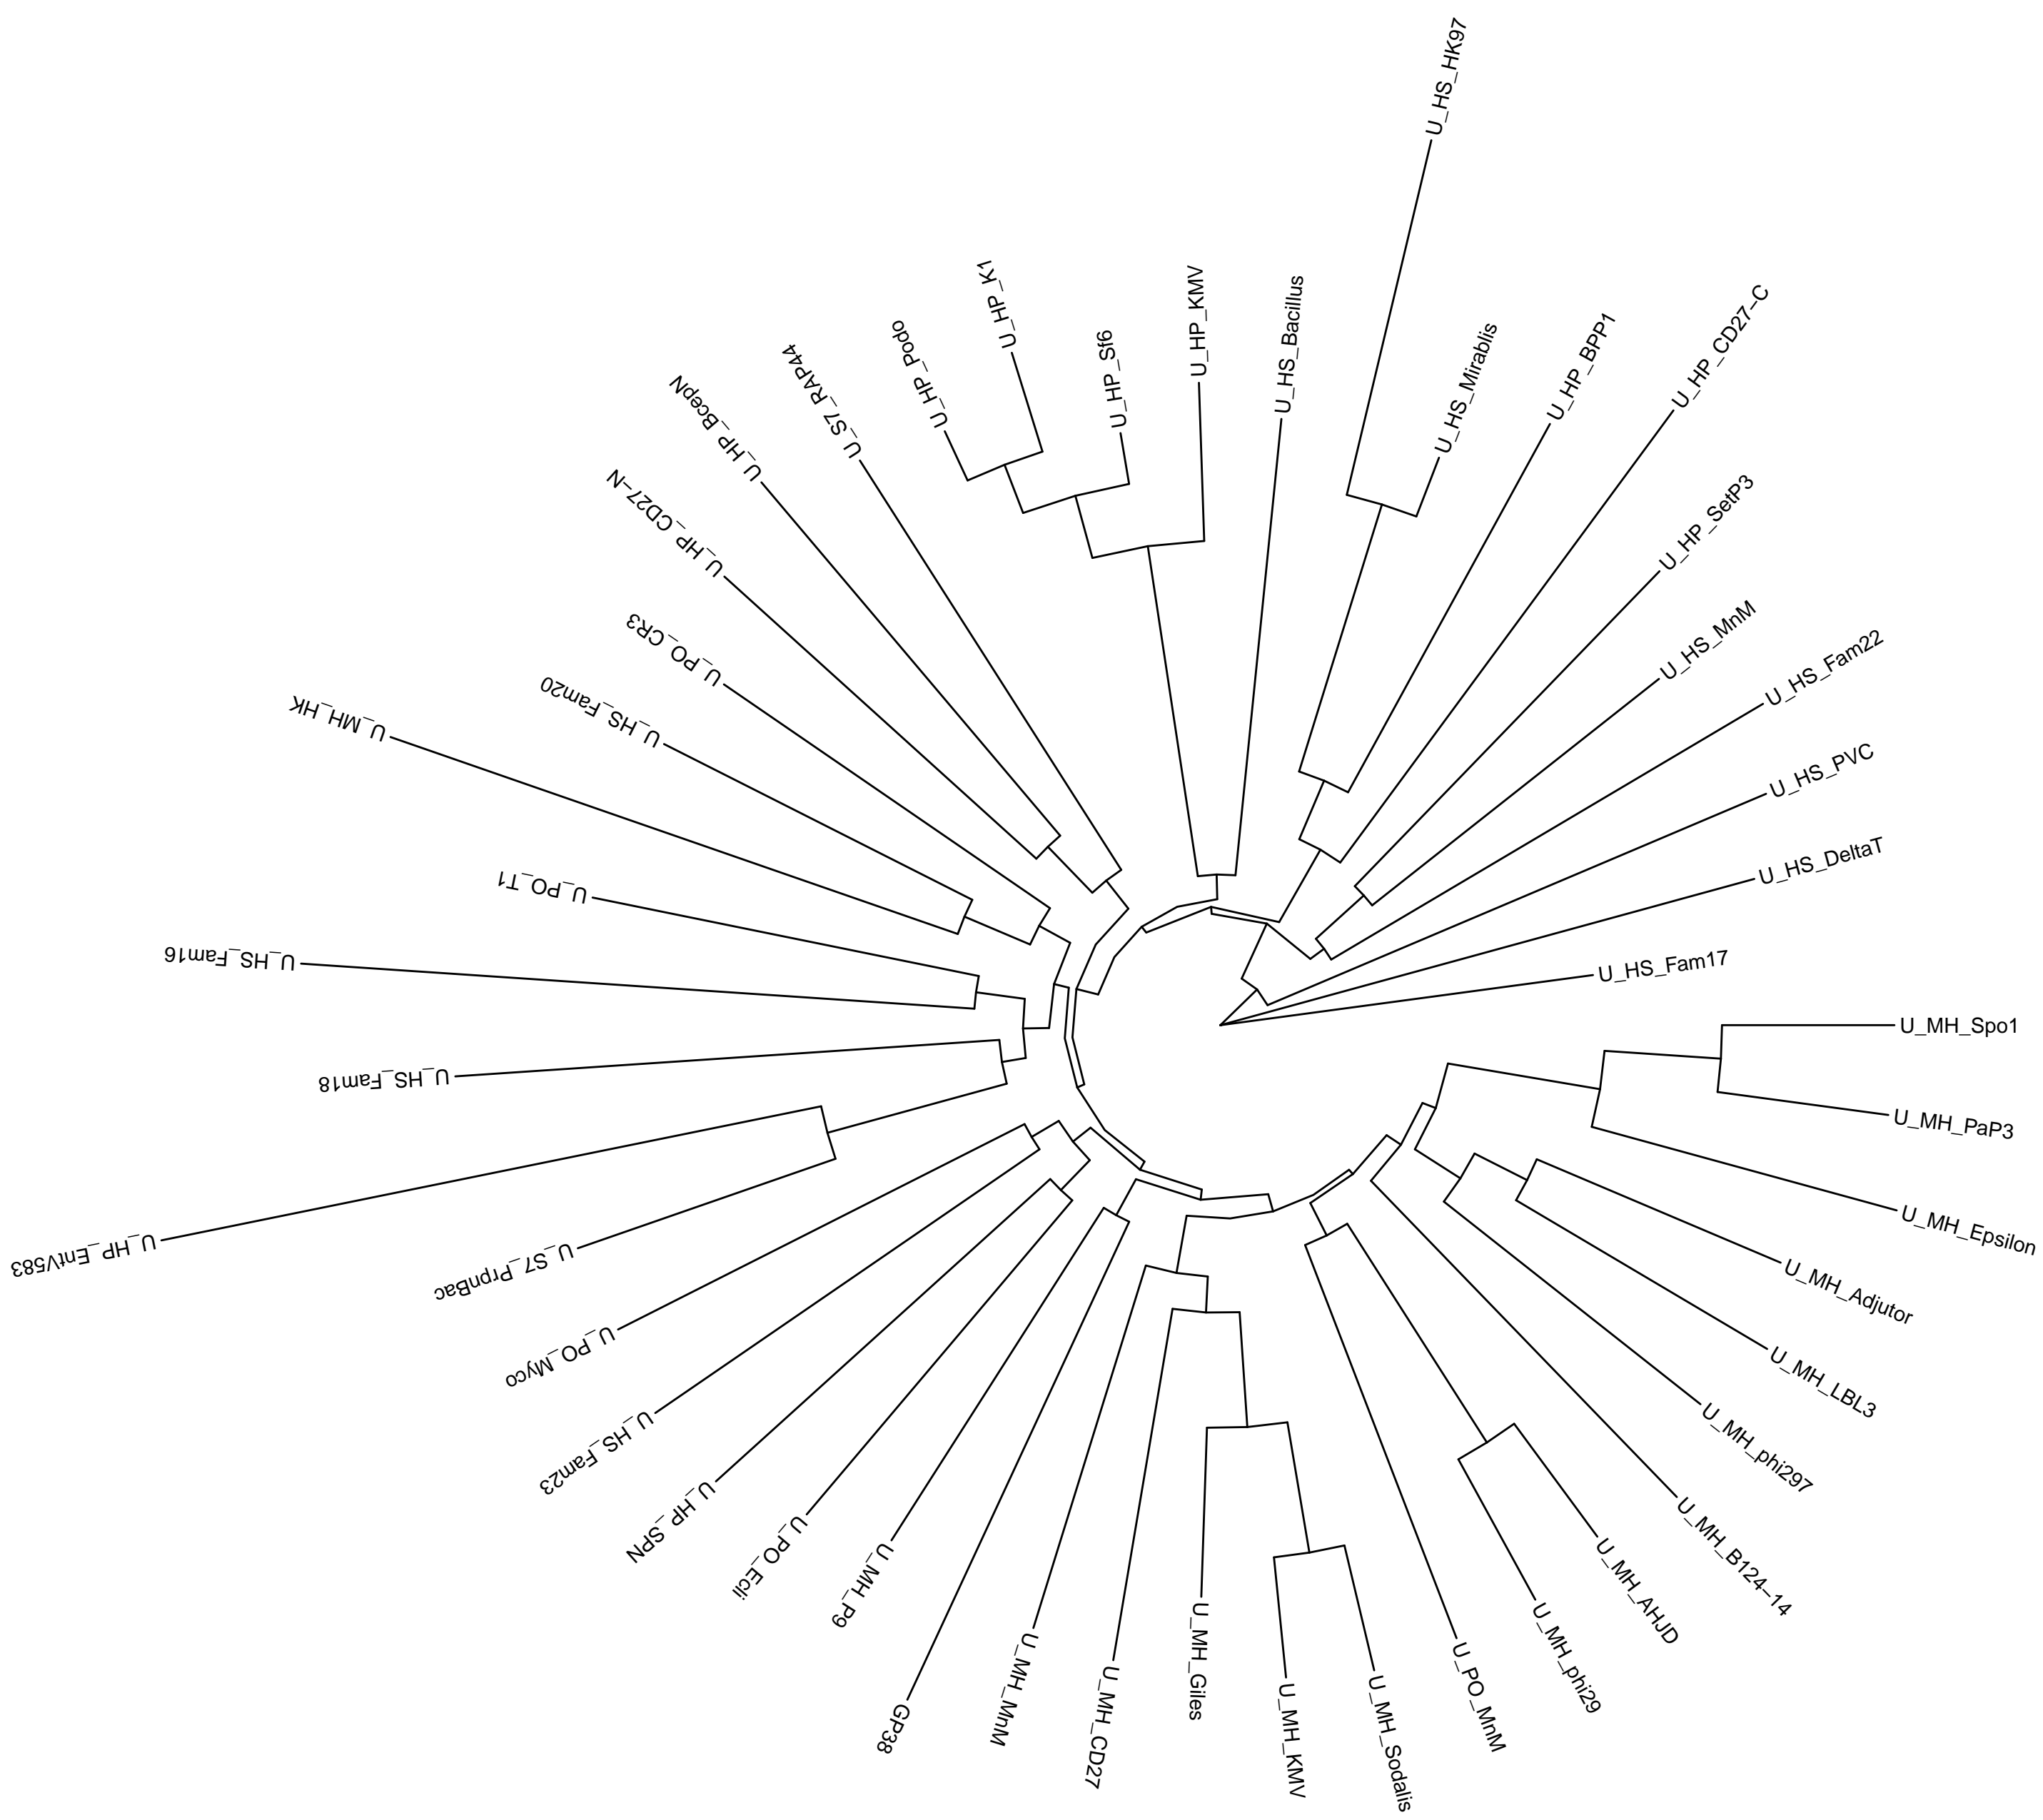 U_HS_HK97
U_HS_Mirablis
U_HP_BPP1
U_HP_CD27−C
U_HP_SetP3
U_HS_MnM
U_HS_Fam22
U_HS_PVC
U_HS_DeltaT
U_HS_Fam17
U_MH_Spo1
U_MH_PaP3
U_MH_Epsilon
U_MH_Adjutor
U_MH_LBL3
U_MH_phi297
U_MH_B124−14
U_MH_AHJD
U_MH_phi29
U_PO_MnM
U_MH_Sodalis
U_MH_KMV
U_MH_Giles
U_MH_CD27
U_MH_MnM
GP38
U_MH_P9
U_PO_Ecli
U_HP_SPN
U_HS_Fam23
U_PO_Myco
U_S7_PrpnBac
U_HP_EntV583
U_HS_Fam18
U_HS_Fam16
U_PO_T1
U_MH_HK
U_HS_Fam20
U_PO_CR3
U_HP_CD27−N
U_HP_BcepN
U_S7_RAP44
U_HP_Podo
U_HP_K1
U_HP_Sf6
U_HP_KMV
U_HS_Bacillus